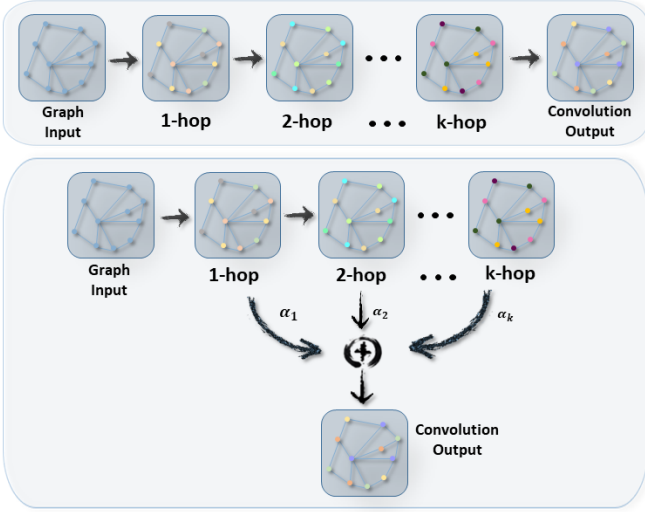 Graph
Input
1-hop
2-hop
k-hop
Convolution
Output
Graph
Input
1-hop
2-hop
k-hop
α₁
α₂
αₖ
Convolution
Output